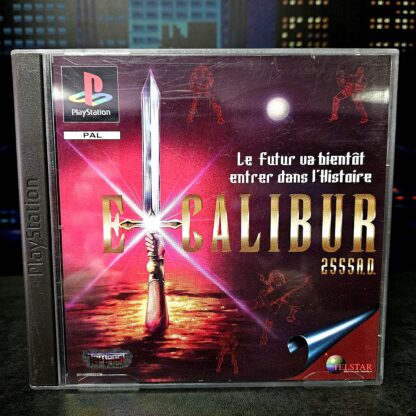 PlayStation
PAL
PlayStation
Le Futur va bientôt
entrer dans l'Histoire
EXCALIBUR
2555A.D.
TELSTAR